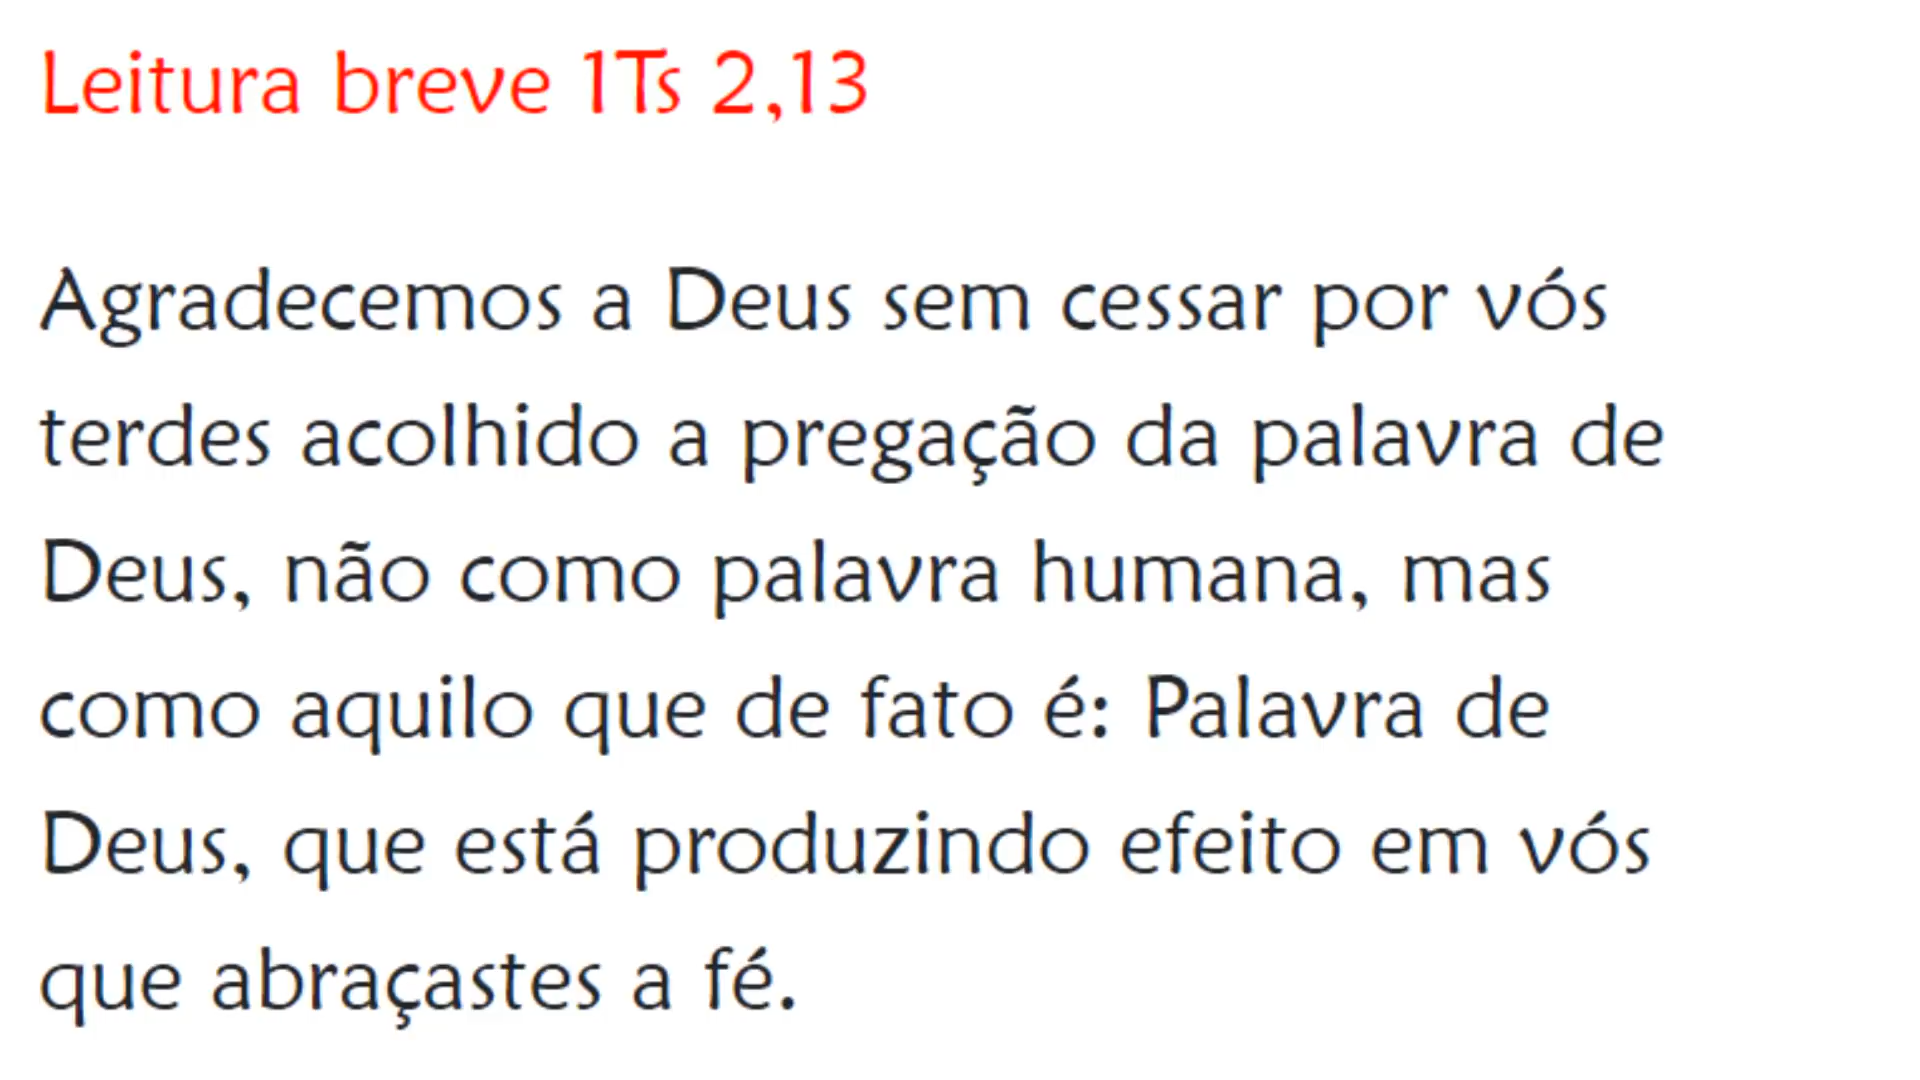 Leitura breve 1Ts 2,13
Agradecemos a Deus sem cessar por vós
terdes acolhido a pregação da palavra de
Deus, não como palavra humana, mas
como aquilo que de fato é: Palavra de
Deus, que está produzindo efeito em vós
que abraçastes a fé.